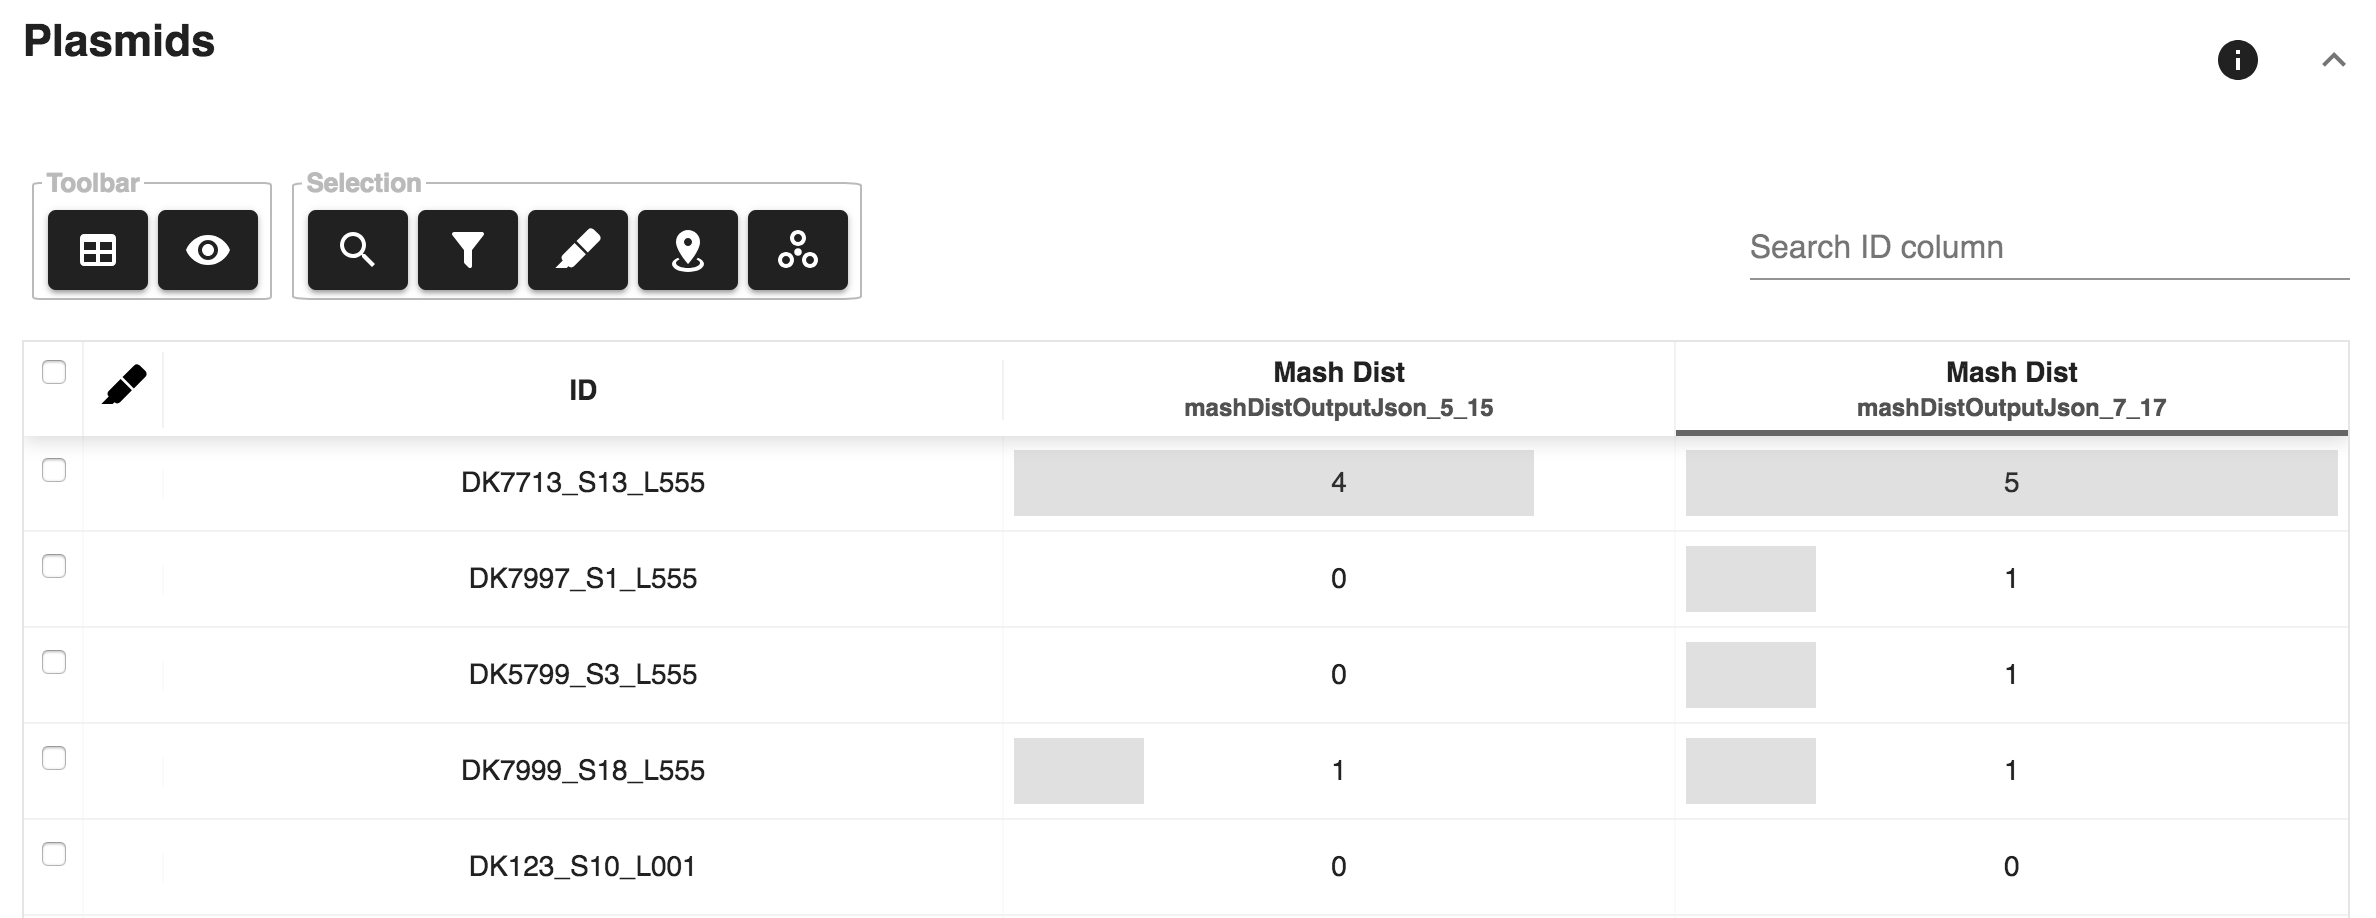 Plasmids
Toolbar
Selection
Search ID column
ID
Mash Dist
mashDistOutputJson_5_15
Mash Dist
mashDistOutputJson_7_17
DK7713_S13_L555 4 5
DK7997_S1_L555 0 1
DK5799_S3_L555 0 1
DK7999_S18_L555 1 1
DK123_S10_L001 0 0